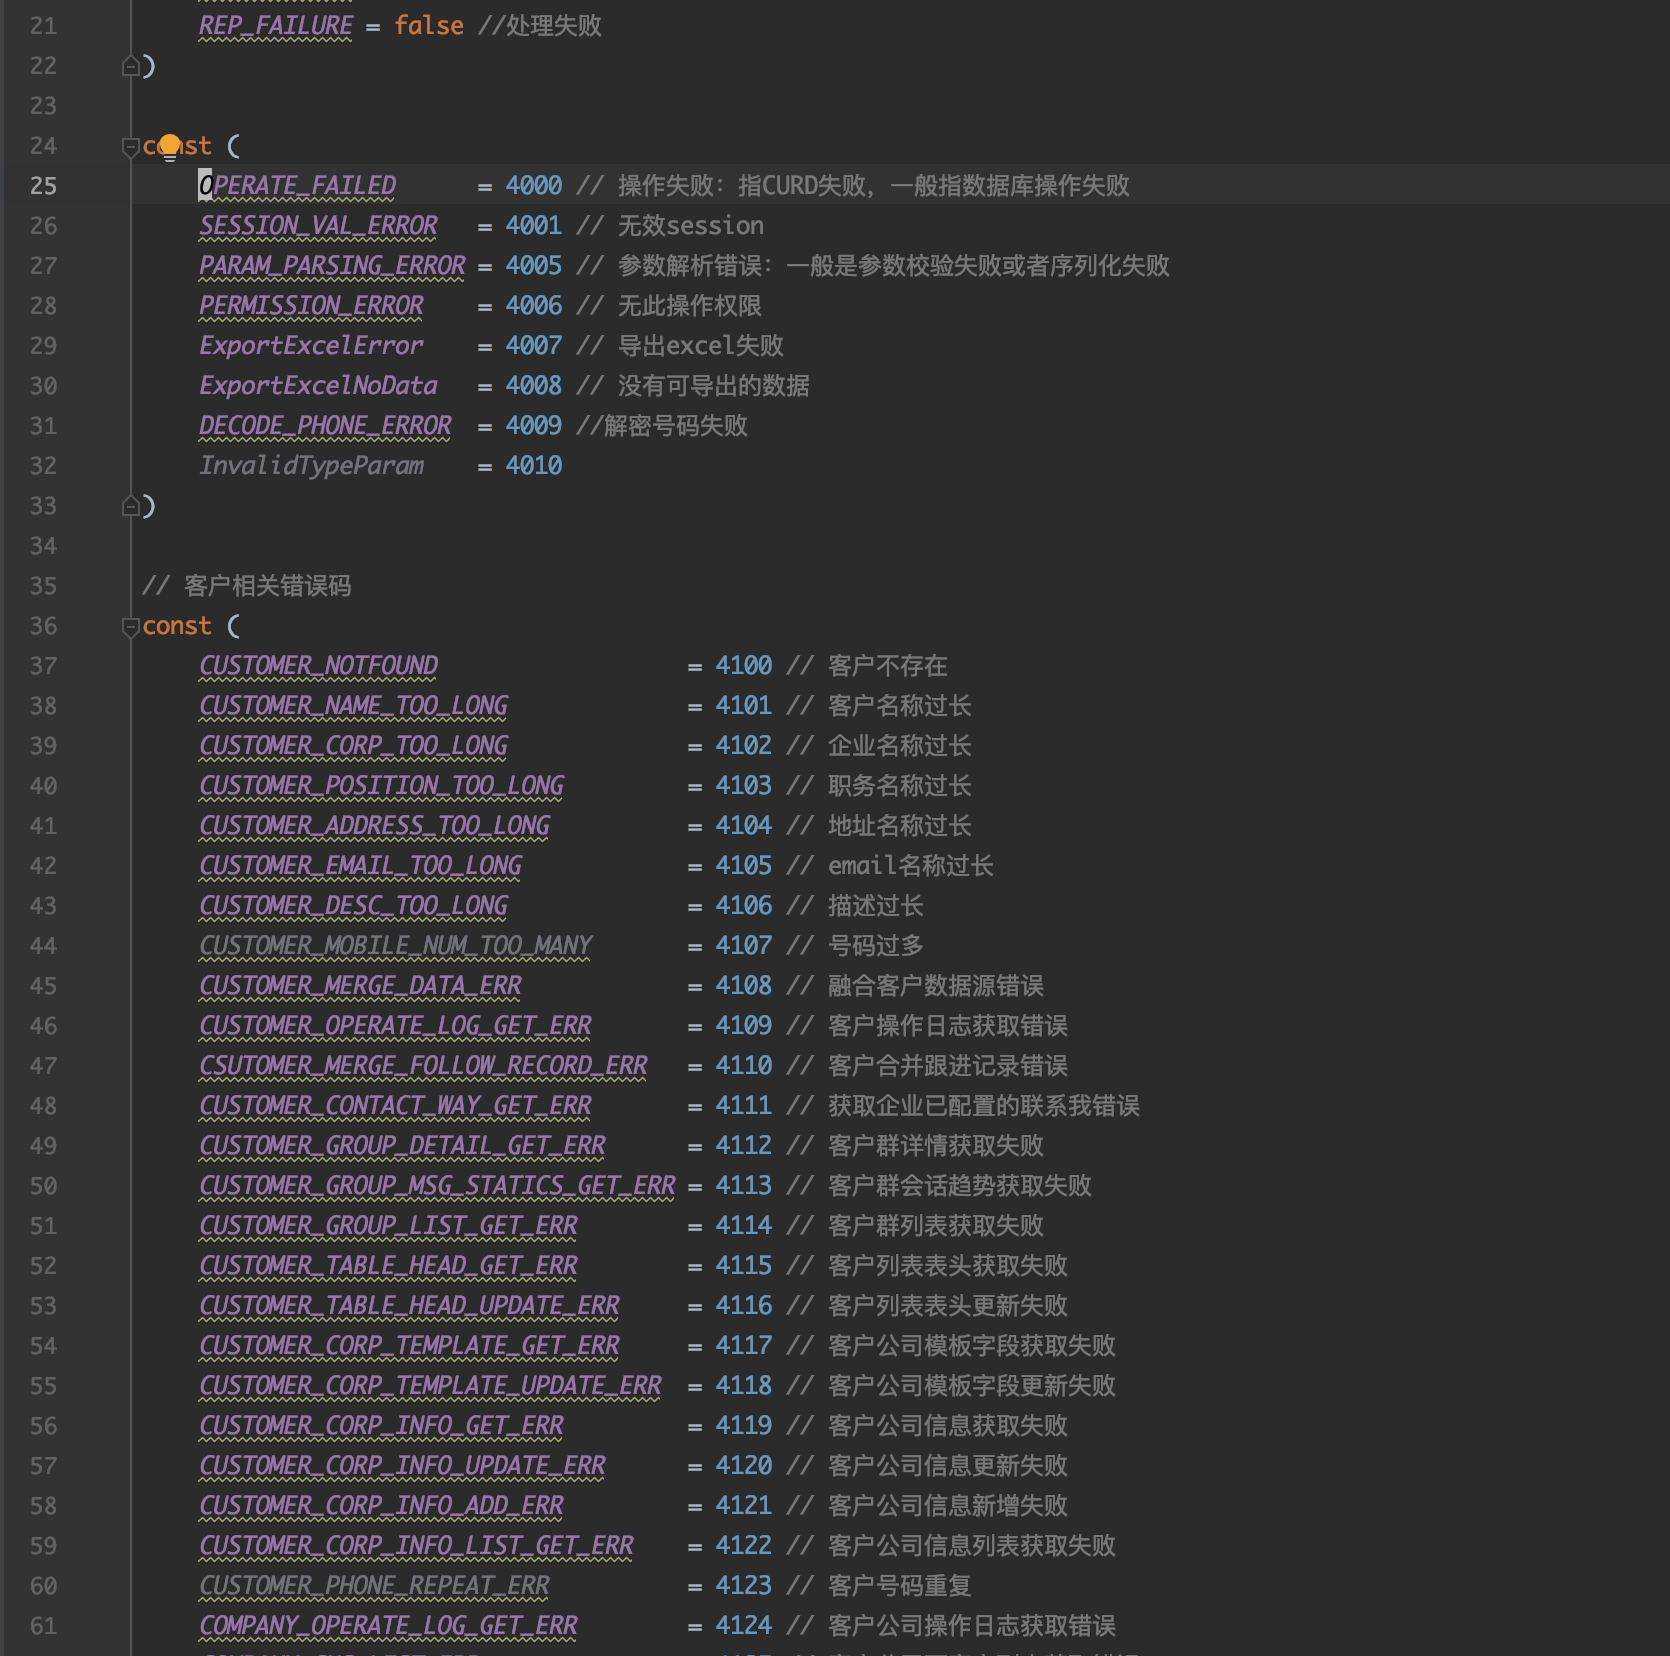 21 REP_FAILURE = false //处理失败
22 )
23
24 const (
25 OPERATE_FAILED = 4000 // 操作失败：指CURD失败，一般指数据库操作失败
26 SESSION_VAL_ERROR = 4001 // 无效session
27 PARAM_PARSING_ERROR = 4005 // 参数解析错误：一般是参数校验失败或者序列化失败
28 PERMISSION_ERROR = 4006 // 无此操作权限
29 ExportExcelError = 4007 // 导出excel失败
30 ExportExcelNoData = 4008 // 没有可导出的数据
31 DECODE_PHONE_ERROR = 4009 //解密号码失败
32 InvalidTypeParam = 4010
33 )
34
35 // 客户相关错误码
36 const (
37 CUSTOMER_NOTFOUND = 4100 // 客户不存在
38 CUSTOMER_NAME_TOO_LONG = 4101 // 客户名称过长
39 CUSTOMER_CORP_TOO_LONG = 4102 // 企业名称过长
40 CUSTOMER_POSITION_TOO_LONG = 4103 // 职务名称过长
41 CUSTOMER_ADDRESS_TOO_LONG = 4104 // 地址名称过长
42 CUSTOMER_EMAIL_TOO_LONG = 4105 // email名称过长
43 CUSTOMER_DESC_TOO_LONG = 4106 // 描述过长
44 CUSTOMER_MOBILE_NUM_TOO_MANY = 4107 // 号码过多
45 CUSTOMER_MERGE_DATA_ERR = 4108 // 融合客户数据源错误
46 CUSTOMER_OPERATE_LOG_GET_ERR = 4109 // 客户操作日志获取错误
47 CSUTOMER_MERGE_FOLLOW_RECORD_ERR = 4110 // 客户合并跟进记录错误
48 CUSTOMER_CONTACT_WAY_GET_ERR = 4111 // 获取企业已配置的联系我错误
49 CUSTOMER_GROUP_DETAIL_GET_ERR = 4112 // 客户群详情获取失败
50 CUSTOMER_GROUP_MSG_STATICS_GET_ERR = 4113 // 客户群会话趋势获取失败
51 CUSTOMER_GROUP_LIST_GET_ERR = 4114 // 客户群列表获取失败
52 CUSTOMER_TABLE_HEAD_GET_ERR = 4115 // 客户列表表头获取失败
53 CUSTOMER_TABLE_HEAD_UPDATE_ERR = 4116 // 客户列表表头更新失败
54 CUSTOMER_CORP_TEMPLATE_GET_ERR = 4117 // 客户公司模板字段获取失败
55 CUSTOMER_CORP_TEMPLATE_UPDATE_ERR = 4118 // 客户公司模板字段更新失败
56 CUSTOMER_CORP_INFO_GET_ERR = 4119 // 客户公司信息获取失败
57 CUSTOMER_CORP_INFO_UPDATE_ERR = 4120 // 客户公司信息更新失败
58 CUSTOMER_CORP_INFO_ADD_ERR = 4121 // 客户公司信息新增失败
59 CUSTOMER_CORP_INFO_LIST_GET_ERR = 4122 // 客户公司信息列表获取失败
60 CUSTOMER_PHONE_REPEAT_ERR = 4123 // 客户号码重复
61 COMPANY_OPERATE_LOG_GET_ERR = 4124 // 客户公司操作日志获取错误